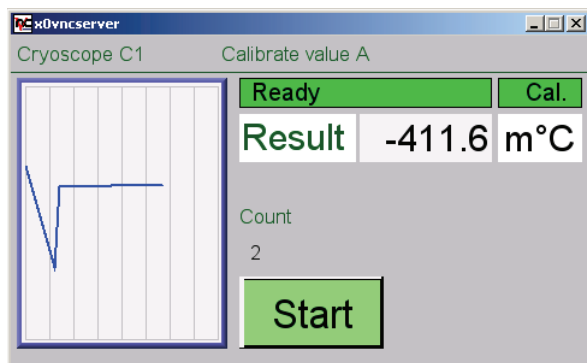 x0vncserver
Cryoscope C1 Calibrate value A
Ready Cal.
Result -411.6 m°C
Count
2
Start